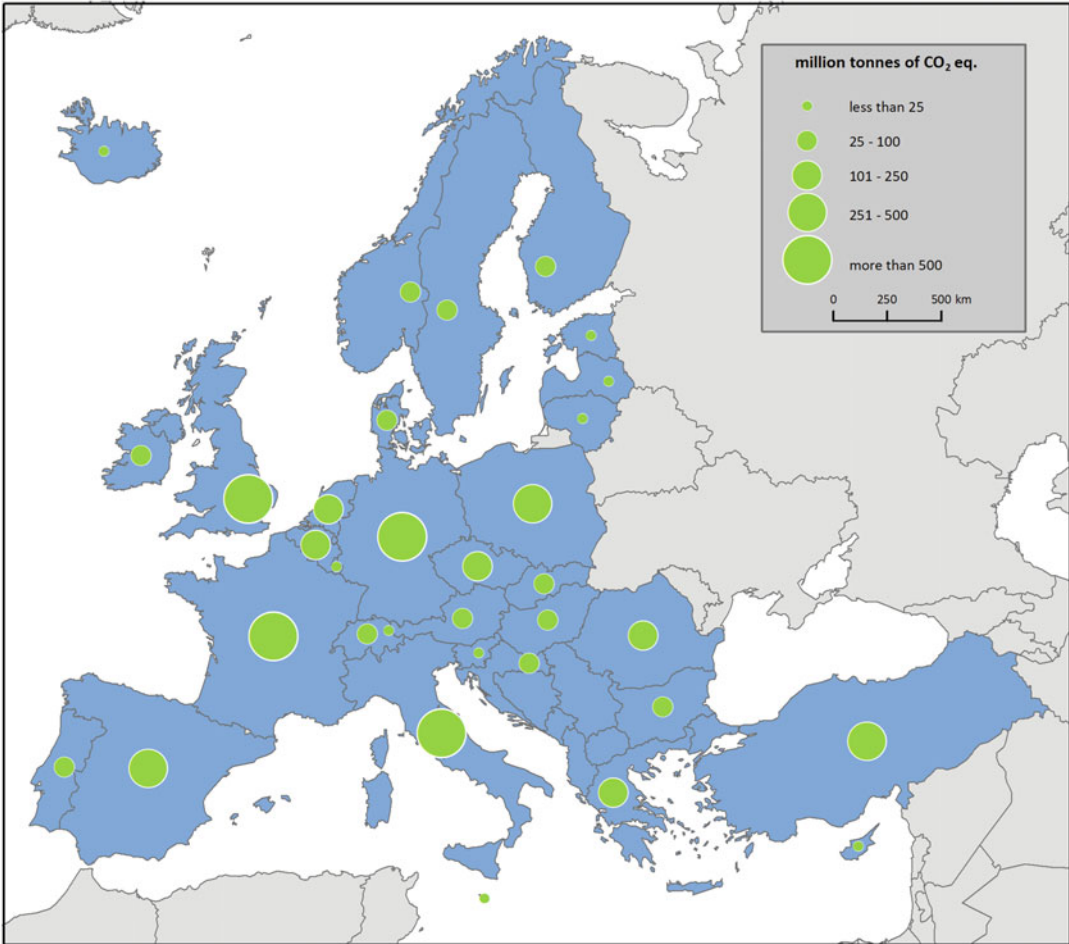 million tonnes of CO₂ eq.
less than 25
25 - 100
101 - 250
251 - 500
more than 500
0 250 500 km